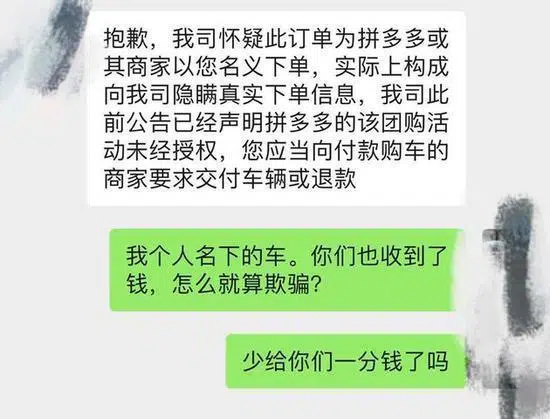 抱歉，我司怀疑此订单为拼多多或
其商家以您名义下单，实际上构成
向我司隐瞒真实下单信息，我司此
前公告已经声明拼多多的该团购活
动未经授权，您应当向付款购车的
商家要求交付车辆或退款
我个人名下的车。你们也收到了
钱，怎么就算欺骗？
少给你们一分钱了吗